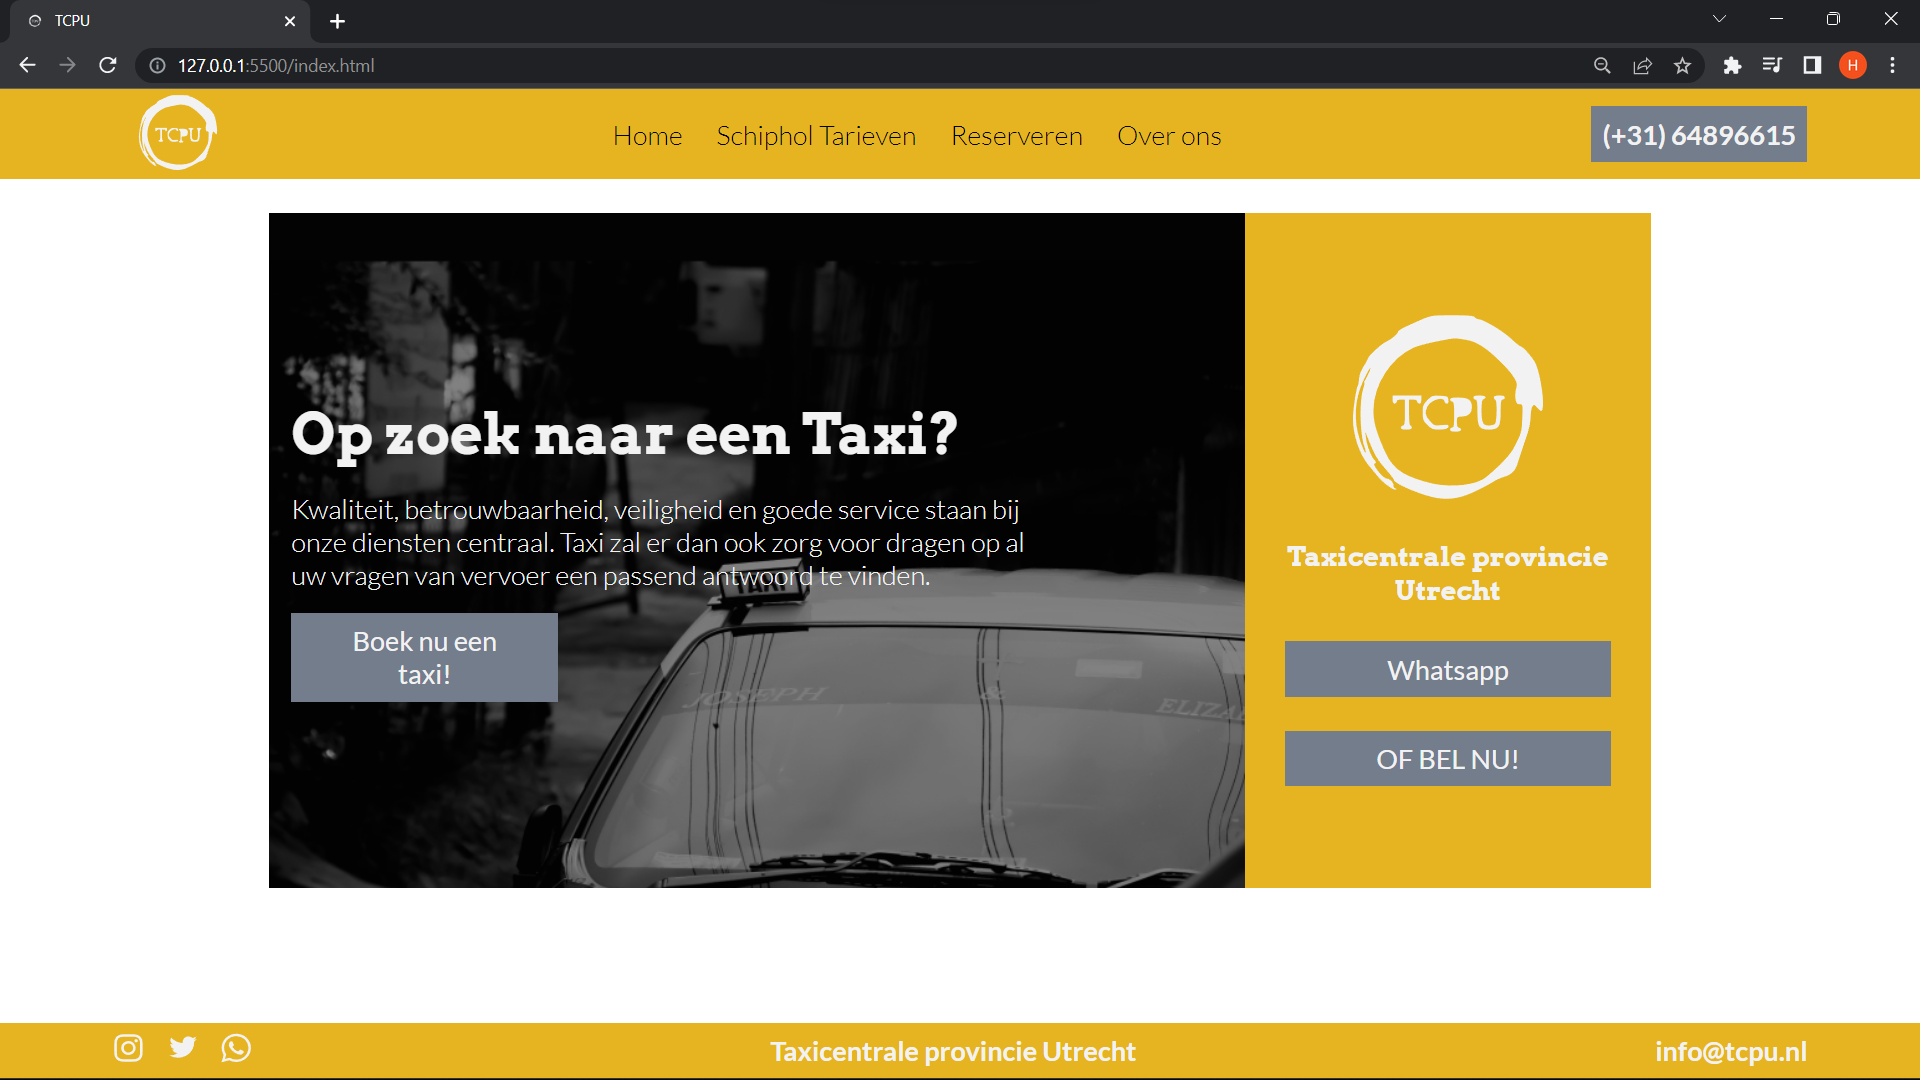 TCPU
127.0.0.1:5500/index.html
H
TCPU
Home
Schiphol Tarieven
Reserveren
Over ons
(+31) 64896615
Op zoek naar een Taxi?
Kwaliteit, betrouwbaarheid, veiligheid en goede service staan bij
onze diensten centraal. Taxi zal er dan ook zorg voor dragen op al
uw vragen van vervoer een passend antwoord te vinden.
TAXI
Boek nu een
taxi!
JOSEPH & 
TCPU
Taxicentrale provincie
Utrecht
Whatsapp
OF BEL NU!
Taxicentrale provincie Utrecht
info@tcpu.nl